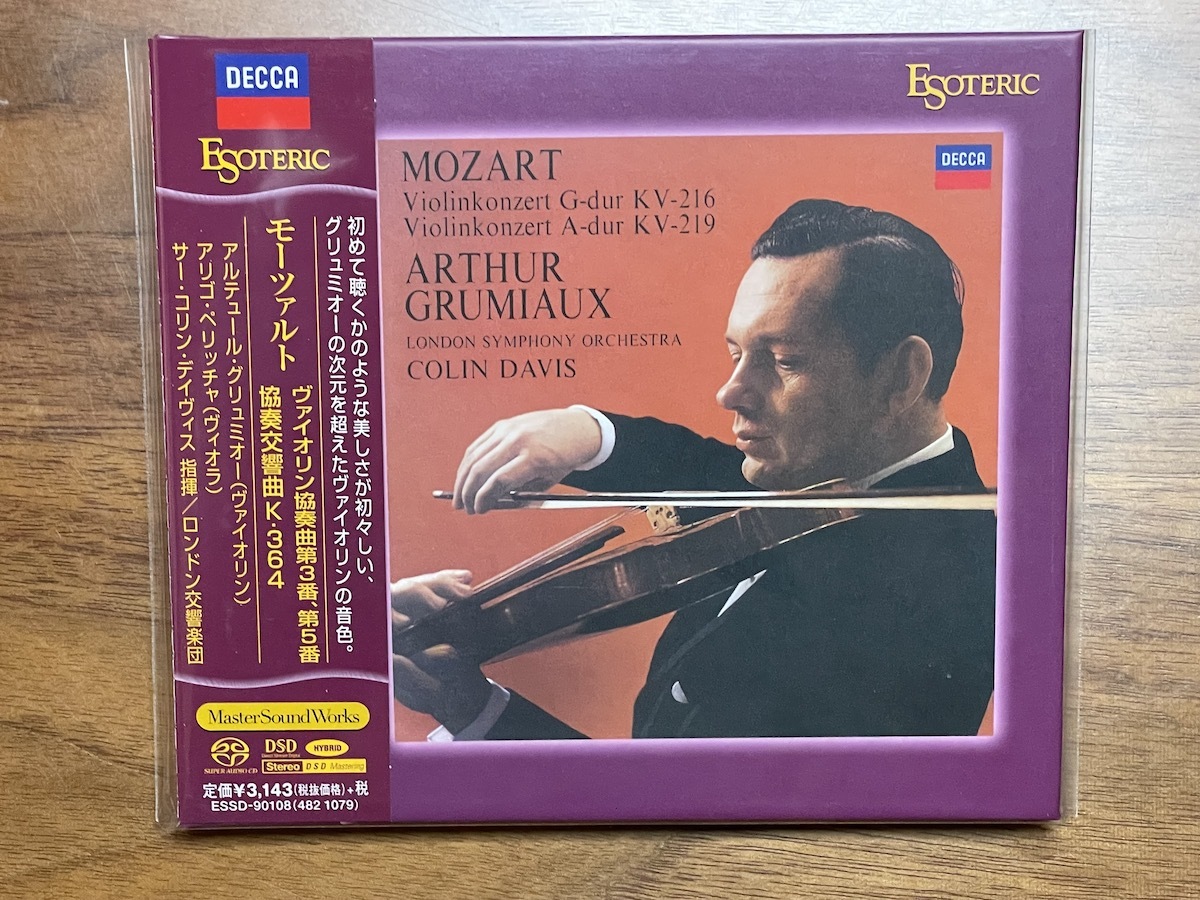 DECCA
ESOTERIC
初めて聴くかのような美しさが初々しい、
グリュミオーの次元を超えたヴァイオリンの音色。
モーツァルト
ヴァイオリン協奏曲第3番、第5番
協奏交響曲 K・364
アルテュール・グリュミオー(ヴァイオリン)
アリゴ・ペリッチャ(ヴィオラ)
サー・コリン・デイヴィス 指揮/ロンドン交響楽団
MasterSoundWorks
SUPER AUDIO CD
DSD
HYBRID
Stereo
DSD Mastering
定価¥3,143(税抜価格)+税
ESSD-90108(482 1079)
ESOTERIC
MOZART
Violinkonzert G-dur KV-216
Violinkonzert A-dur KV-219
DECCA
ARTHUR
GRUMIAUX
LONDON SYMPHONY ORCHESTRA
COLIN DAVIS